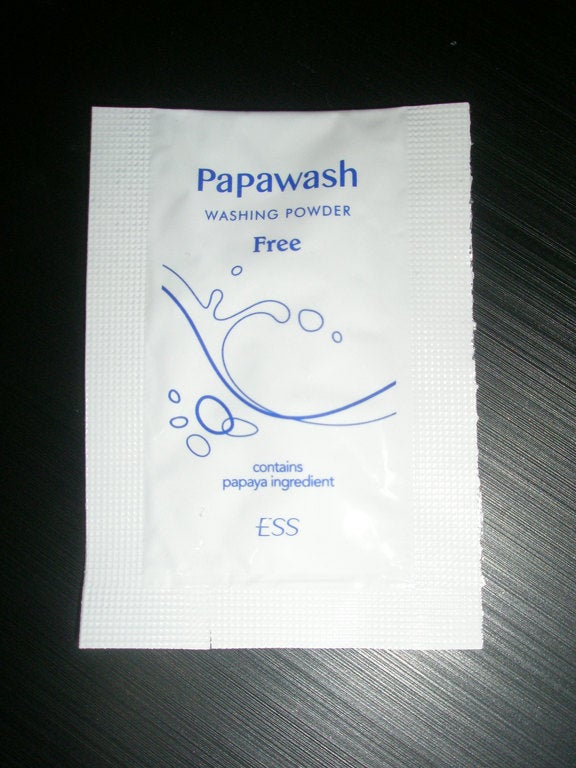 Papawash
WASHING POWDER
Free
contains
papaya ingredient
ESS